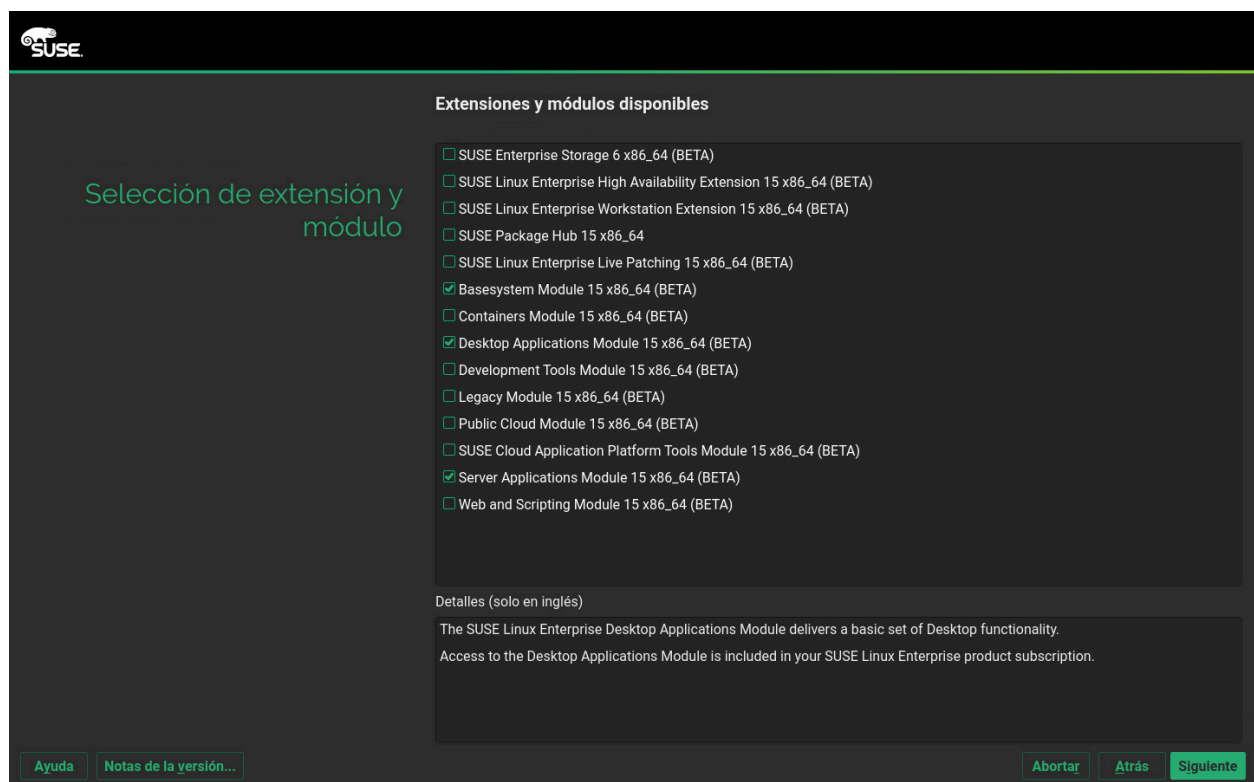 SUSE.
Extensiones y módulos disponibles
Selección de extensión y
módulo
SUSE Enterprise Storage 6 x86_64 (BETA)
SUSE Linux Enterprise High Availability Extension 15 x86_64 (BETA)
SUSE Linux Enterprise Workstation Extension 15 x86_64 (BETA)
SUSE Package Hub 15 x86_64
SUSE Linux Enterprise Live Patching 15 x86_64 (BETA)
Basesystem Module 15 x86_64 (BETA)
Containers Module 15 x86_64 (BETA)
Desktop Applications Module 15 x86_64 (BETA)
Development Tools Module 15 x86_64 (BETA)
Legacy Module 15 x86_64 (BETA)
Public Cloud Module 15 x86_64 (BETA)
SUSE Cloud Application Platform Tools Module 15 x86_64 (BETA)
Server Applications Module 15 x86_64 (BETA)
Web and Scripting Module 15 x86_64 (BETA)
Detalles (solo en inglés)
The SUSE Linux Enterprise Desktop Applications Module delivers a basic set of Desktop functionality.
Access to the Desktop Applications Module is included in your SUSE Linux Enterprise product subscription.
Ayuda Notas de la versión... Abortar Atrás Siguiente